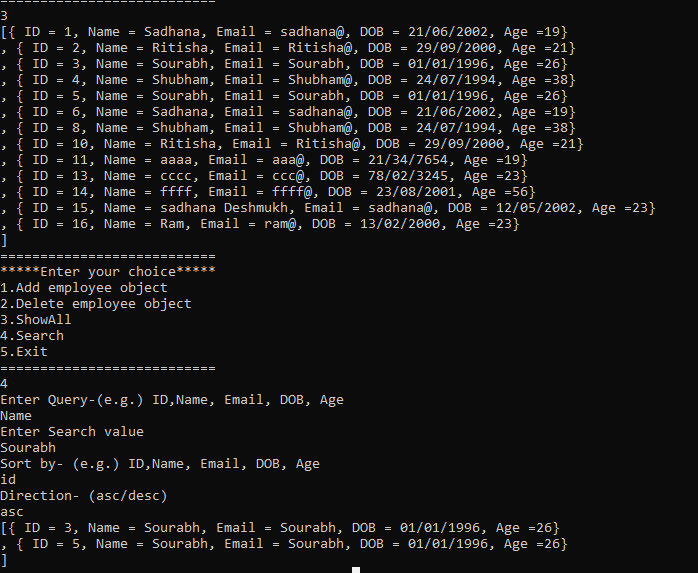 ===========================
3
[{ ID = 1, Name = Sadhana, Email = sadhana@, DOB = 21/06/2002, Age =19}
, { ID = 2, Name = Ritisha, Email = Ritisha@, DOB = 29/09/2000, Age =21}
, { ID = 3, Name = Sourabh, Email = Sourabh, DOB = 01/01/1996, Age =26}
, { ID = 4, Name = Shubham, Email = Shubham@, DOB = 24/07/1994, Age =38}
, { ID = 5, Name = Sourabh, Email = Sourabh, DOB = 01/01/1996, Age =26}
, { ID = 6, Name = Sadhana, Email = sadhana@, DOB = 21/06/2002, Age =19}
, { ID = 8, Name = Shubham, Email = Shubham@, DOB = 24/07/1994, Age =38}
, { ID = 10, Name = Ritisha, Email = Ritisha@, DOB = 29/09/2000, Age =21}
, { ID = 11, Name = aaaa, Email = aaa@, DOB = 21/34/7654, Age =19}
, { ID = 13, Name = cccc, Email = ccc@, DOB = 78/02/3245, Age =23}
, { ID = 14, Name = ffff, Email = ffff@, DOB = 23/08/2001, Age =56}
, { ID = 15, Name = sadhana Deshmukh, Email = sadhana@, DOB = 12/05/2002, Age =23}
, { ID = 16, Name = Ram, Email = ram@, DOB = 13/02/2000, Age =23}
]
===========================
*****Enter your choice*****
1.Add employee object
2.Delete employee object
3.ShowAll
4.Search
5.Exit
===========================
4
Enter Query-(e.g.) ID,Name, Email, DOB, Age
Name
Enter Search value
Sourabh
Sort by- (e.g.) ID,Name, Email, DOB, Age
id
Direction- (asc/desc)
asc
[{ ID = 3, Name = Sourabh, Email = Sourabh, DOB = 01/01/1996, Age =26}
, { ID = 5, Name = Sourabh, Email = Sourabh, DOB = 01/01/1996, Age =26}
]